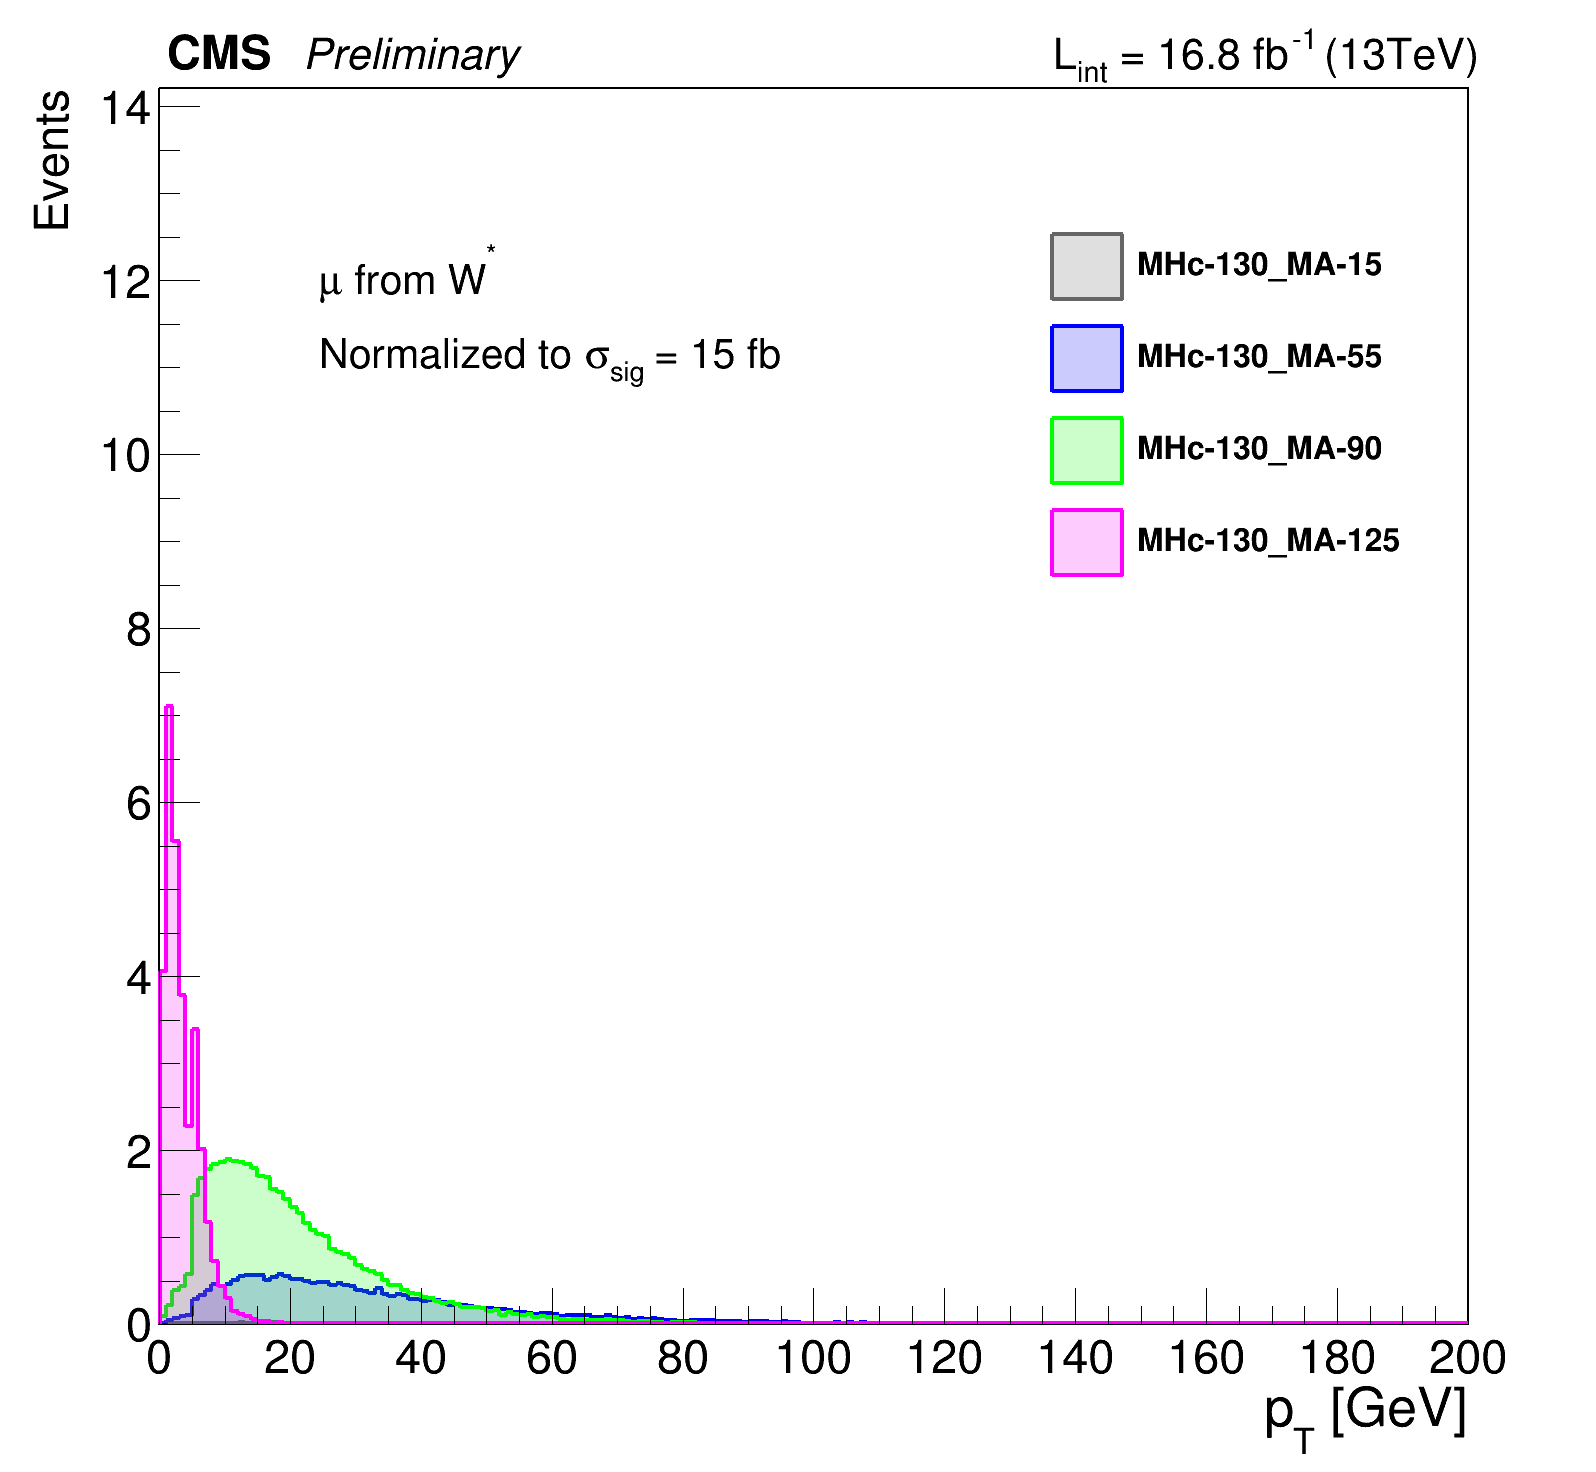 CMS Preliminary
L_int = 16.8 fb^-1 (13TeV)
Events
14
12
10
8
6
4
2
0
μ from W*
Normalized to σ_sig = 15 fb
MHc-130_MA-15
MHc-130_MA-55
MHc-130_MA-90
MHc-130_MA-125
0 20 40 60 80 100 120 140 160 180 200
p_T [GeV]